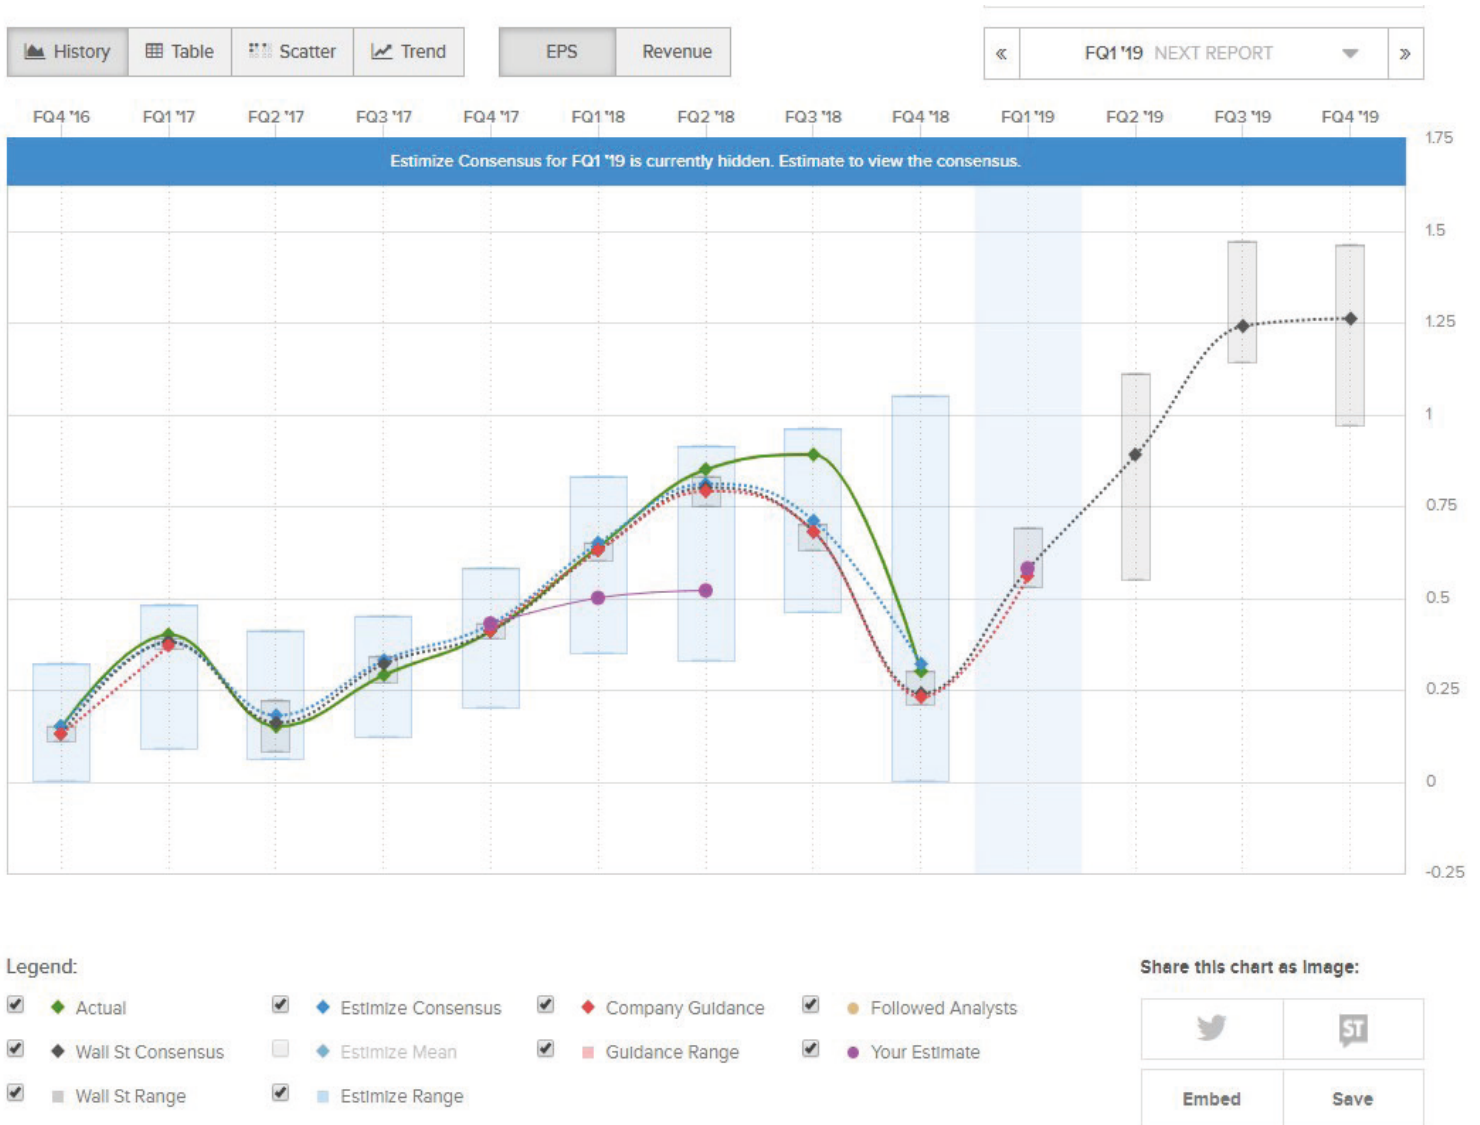 History Table Scatter Trend EPS Revenue « FQ1 '19 NEXT REPORT »
FQ4 '16 FQ1 '17 FQ2 '17 FQ3 '17 FQ4 '17 FQ1 '18 FQ2 '18 FQ3 '18 FQ4 '18 FQ1 '19 FQ2 '19 FQ3 '19 FQ4 '19
1.75
Estimize Consensus for FQ1 '19 is currently hidden. Estimate to view the consensus.
1.5
1.25
1
0.75
0.5
0.25
0
-0.25
Legend:
Share this chart as image:
Actual Estimize Consensus Company Guidance Followed Analysts
Wall St Consensus Estimize Mean Guidance Range Your Estimate
ST
Wall St Range Estimize Range
Embed Save